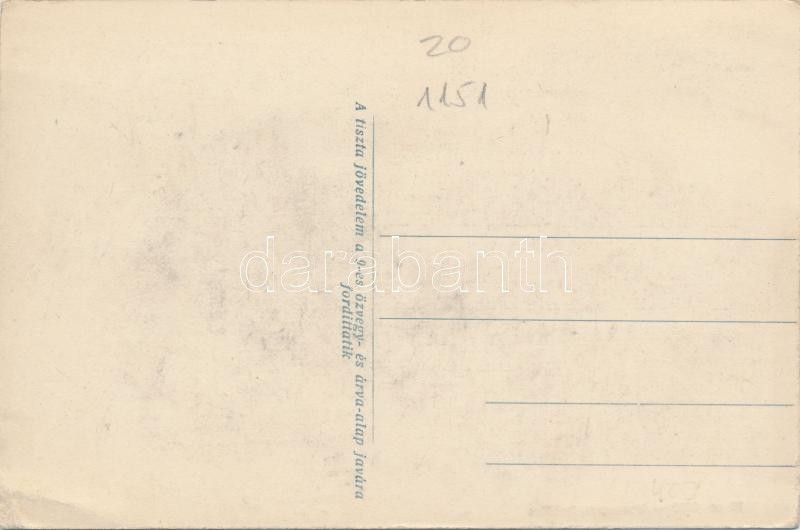 20
1151
A tiszta jövedelem a 9-es özvegy- és árva-alap javára
fordíttatik
darabanth